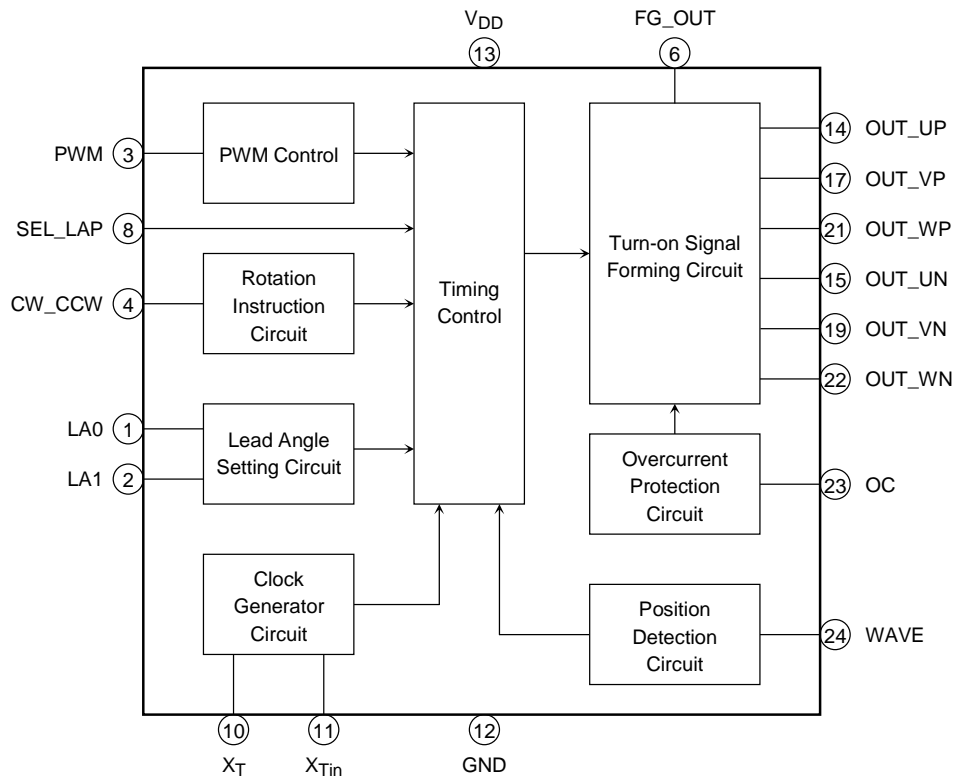 VDD
FG_OUT
13
6
PWM
3
PWM Control
SEL_LAP
8
CW_CCW
4
Rotation
Instruction
Circuit
LA0
1
LA1
2
Lead Angle
Setting Circuit
Clock
Generator
Circuit
Timing
Control
Turn-on Signal
Forming Circuit
14
OUT_UP
17
OUT_VP
21
OUT_WP
15
OUT_UN
19
OUT_VN
22
OUT_WN
Overcurrent
Protection
Circuit
23
OC
Position
Detection
Circuit
24
WAVE
10
11
12
XT
XTin
GND